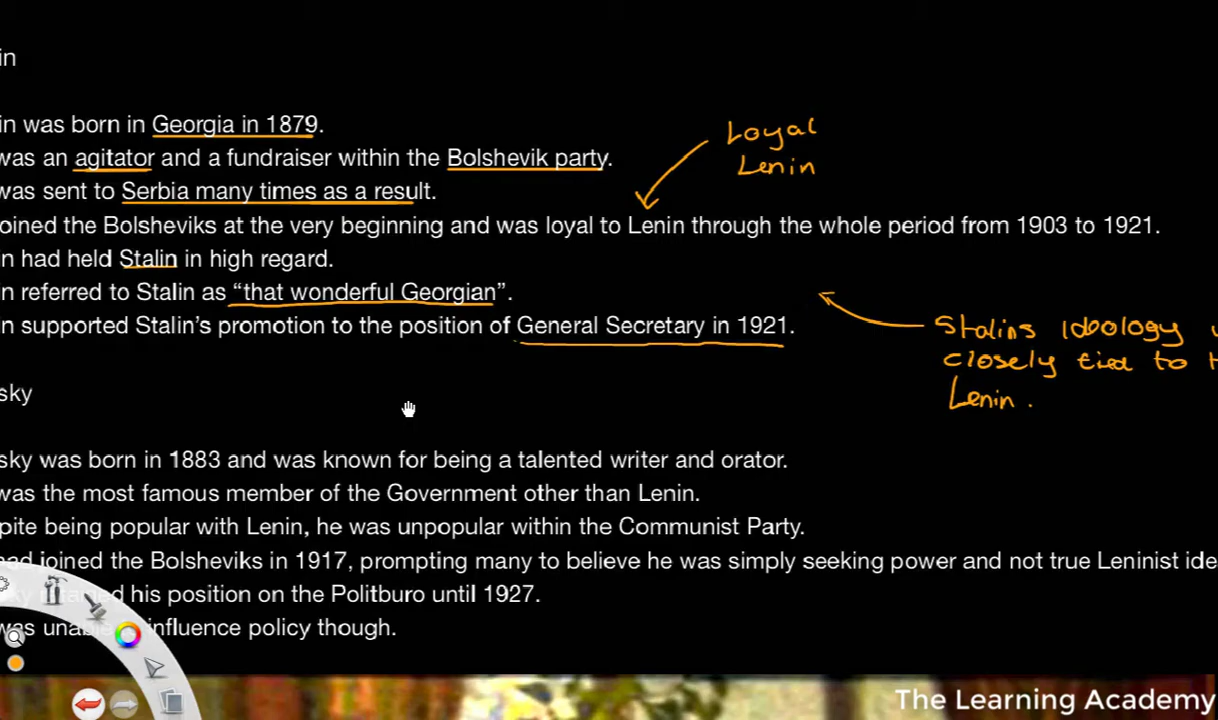 in
in was born in Georgia in 1879.
was an agitator and a fundraiser within the Bolshevik party.
was sent to Serbia many times as a result.
oined the Bolsheviks at the very beginning and was loyal to Lenin through the whole period from 1903 to 1921.
n had held Stalin in high regard.
n referred to Stalin as “that wonderful Georgian”.
in supported Stalin’s promotion to the position of General Secretary in 1921.
Loyal
Lenin
Stalins idology
closely tied to
Lenin.
sky
sky was born in 1883 and was known for being a talented writer and orator.
was the most famous member of the Government other than Lenin.
pite being popular with Lenin, he was unpopular within the Communist Party.
had joined the Bolsheviks in 1917, prompting many to believe he was simply seeking power and not true Leninist ide
his position on the Politburo until 1927.
was influence policy though.
The Learning Academy